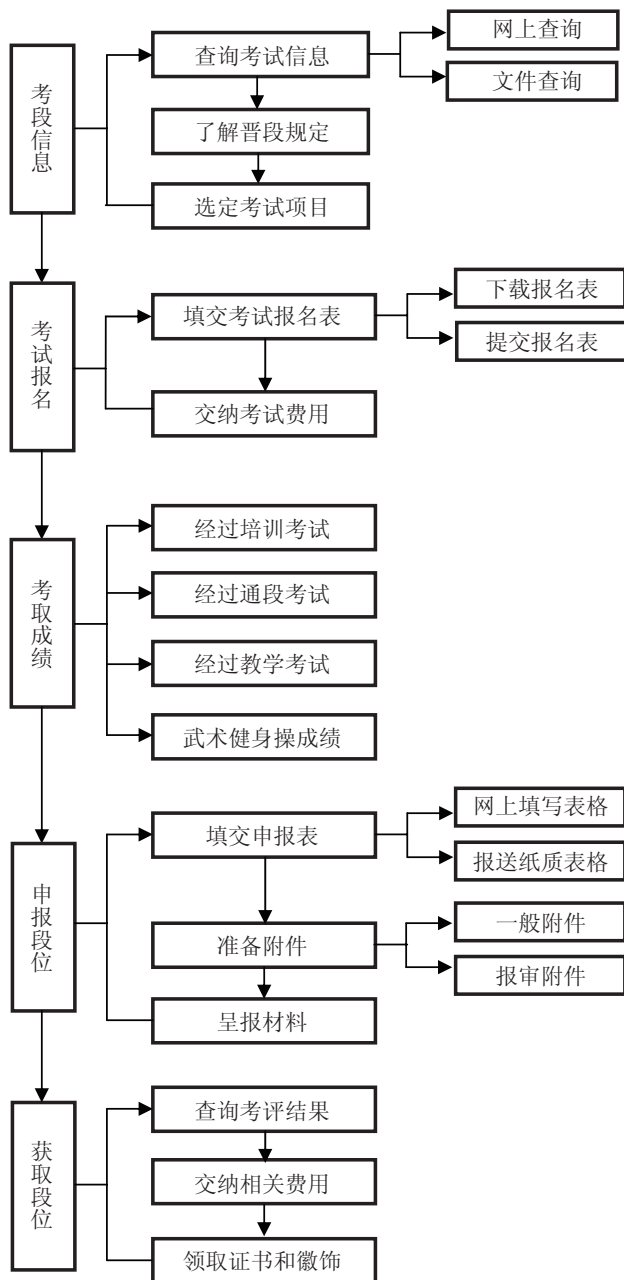 考段信息
查询考试信息
网上查询
文件查询
了解晋段规定
选定考试项目
考试报名
填交考试报名表
下载报名表
提交报名表
交纳考试费用
考取成绩
经过培训考试
经过通段考试
经过教学考试
武术健身操成绩
申报段位
填交申报表
网上填写表格
报送纸质表格
准备附件
一般附件
报审附件
呈报材料
获取段位
查询考评结果
交纳相关费用
领取证书和徽饰